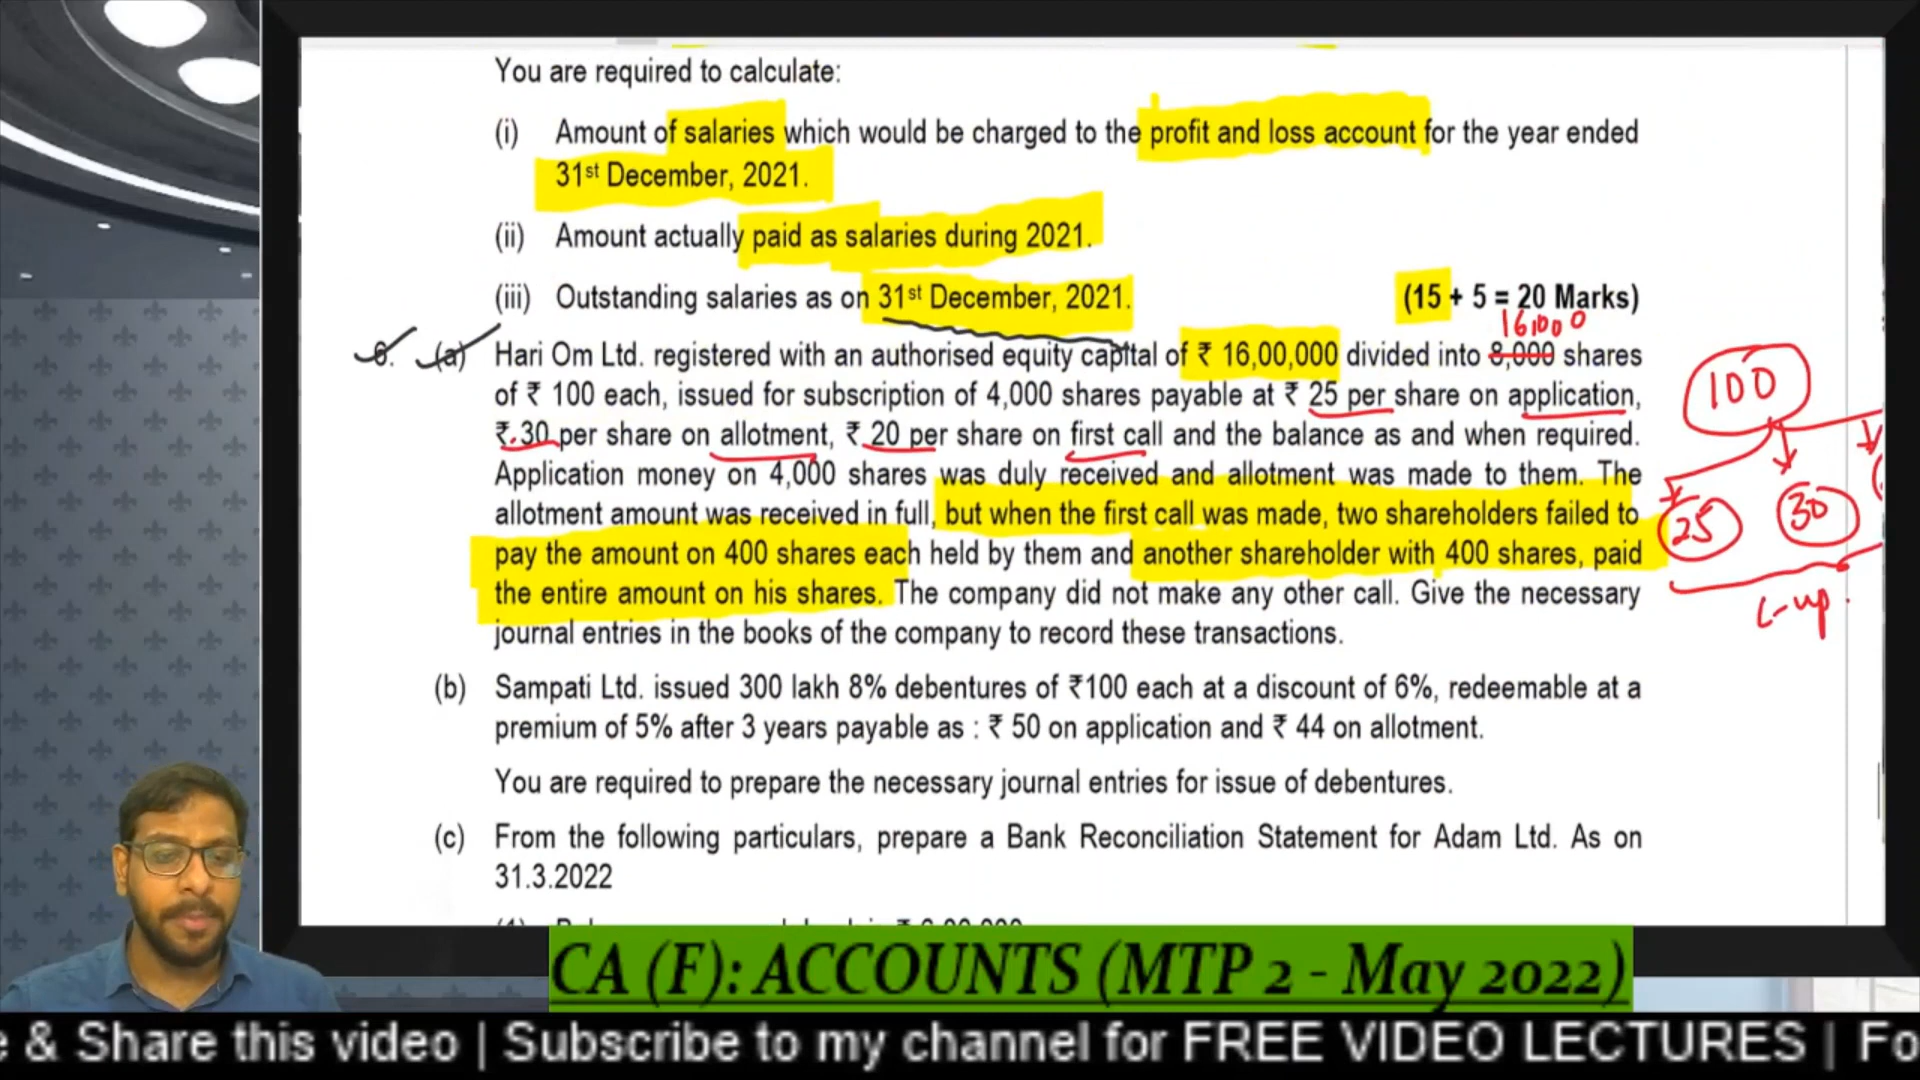 You are required to calculate:
(i) Amount of salaries which would be charged to the profit and loss account for the year ended
31st December, 2021.
(ii) Amount actually paid as salaries during 2021.
(iii) Outstanding salaries as on 31st December, 2021. (15 + 5 = 20 Marks)
16,000
6. (a) Hari Om Ltd. registered with an authorised equity capital of ₹ 16,00,000 divided into 8,000 shares
of ₹ 100 each, issued for subscription of 4,000 shares payable at ₹ 25 per share on application,
₹ 30 per share on allotment, ₹ 20 per share on first call and the balance as and when required.
Application money on 4,000 shares was duly received and allotment was made to them. The
allotment amount was received in full, but when the first call was made, two shareholders failed to
pay the amount on 400 shares each held by them and another shareholder with 400 shares, paid
the entire amount on his shares. The company did not make any other call. Give the necessary
journal entries in the books of the company to record these transactions.
100
25 30
C-up.
(b) Sampati Ltd. issued 300 lakh 8% debentures of ₹100 each at a discount of 6%, redeemable at a
premium of 5% after 3 years payable as : ₹ 50 on application and ₹ 44 on allotment.
You are required to prepare the necessary journal entries for issue of debentures.
(c) From the following particulars, prepare a Bank Reconciliation Statement for Adam Ltd. As on
31.3.2022
CA (F): ACCOUNTS (MTP 2 - May 2022)
e & Share this video | Subscribe to my channel for FREE VIDEO LECTURES | Fo